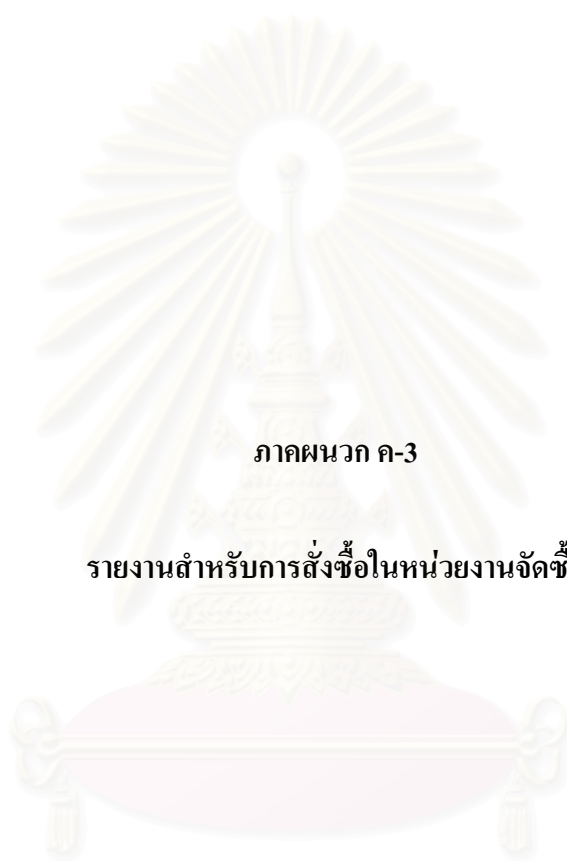 ภาคผนวก ค-3
รายงานสำหรับการสั่งซื้อในหน่วยงานจัดซื้